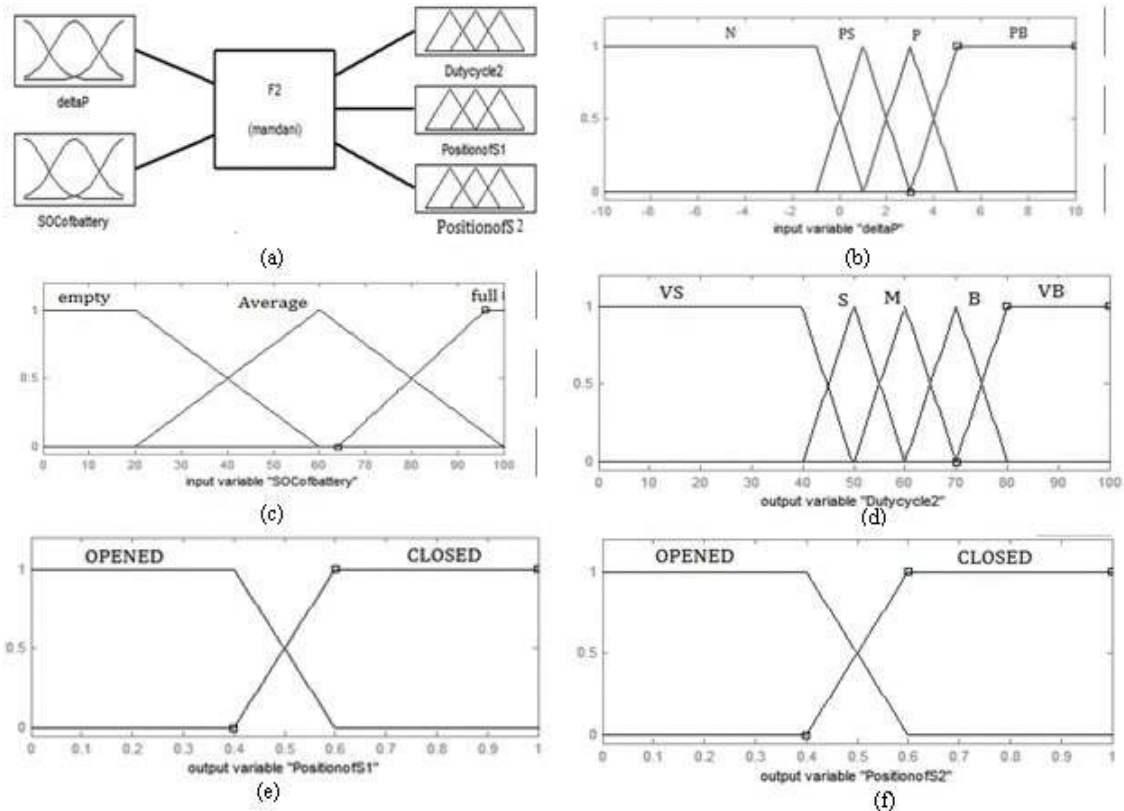 deltaP
SOCofbattery
F2
(mamdani)
Dutycycle2
PositionofS1
PositionofS2
(a)
N PS P PB
1
0.5
0
-10 -8 -6 -4 -2 0 2 4 6 8 10
input variable "deltaP"
(b)
empty Average full
1
0.5
0
0 10 20 30 40 50 60 70 80 90 100
input variable "SOCofbattery"
(c)
VS S M B VB
1
0.5
0
0 10 20 30 40 50 60 70 80 90 100
output variable "Dutycycle2"
(d)
OPENED CLOSED
1
0.5
0
0 0.1 0.2 0.3 0.4 0.5 0.6 0.7 0.8 0.9 1
output variable "PositionofS1"
(e)
OPENED CLOSED
1
0.5
0
0 0.1 0.2 0.3 0.4 0.5 0.6 0.7 0.8 0.9 1
output variable "PositionofS2"
(f)